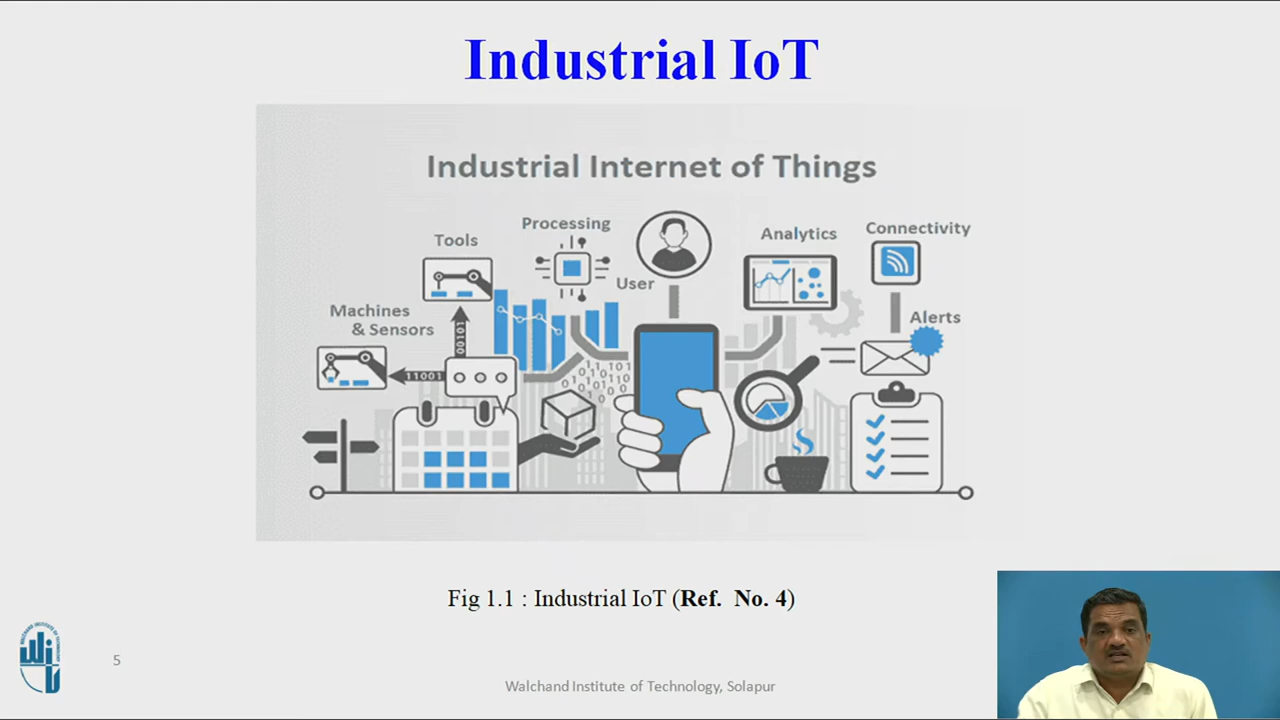 Industrial IoT
Industrial Internet of Things
Processing
Tools
User
Analytics
Connectivity
Machines
& Sensors
Alerts
00101
11001
Fig 1.1 : Industrial IoT (Ref. No. 4)
5
Walchand Institute of Technology, Solapur